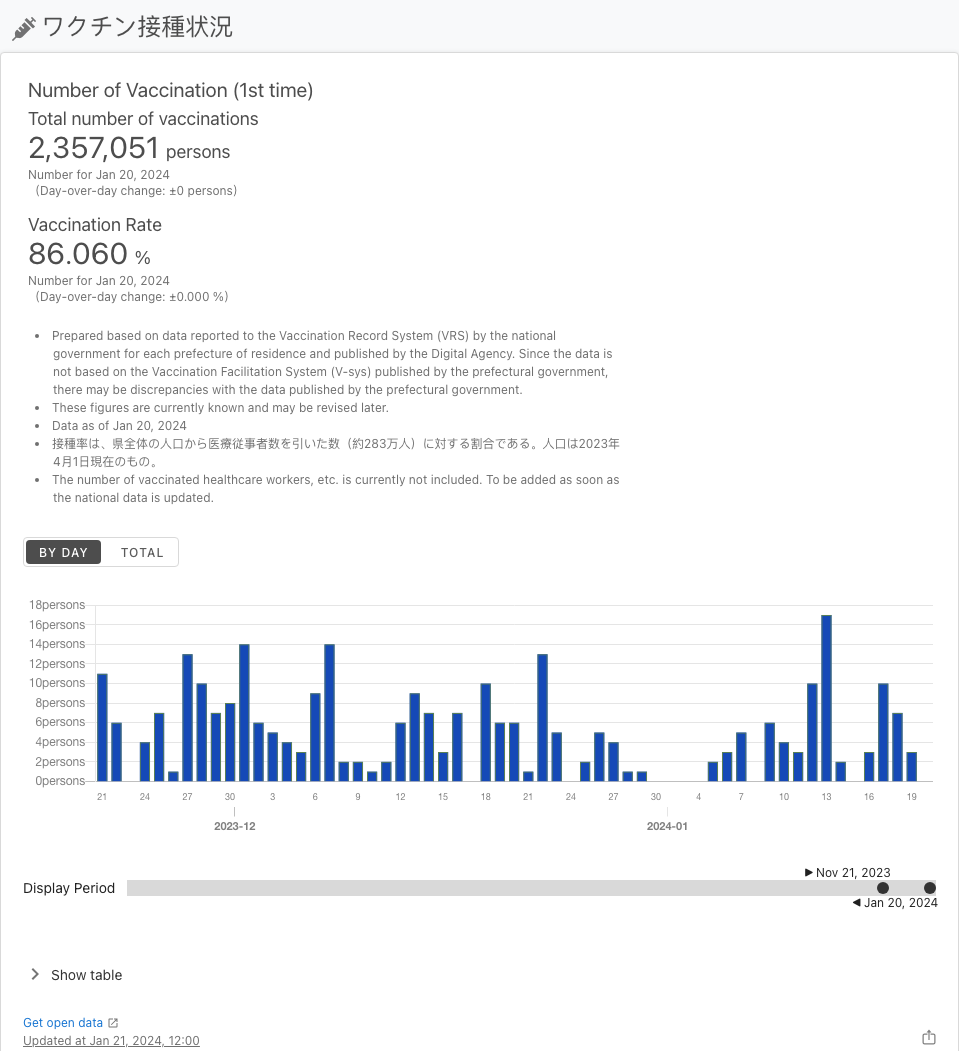 ワクチン接種状況
Number of Vaccination (1st time)
Total number of vaccinations
2,357,051 persons
Number for Jan 20, 2024
(Day-over-day change: ±0 persons)
Vaccination Rate
86.060 %
Number for Jan 20, 2024
(Day-over-day change: ±0.000 %)
• Prepared based on data reported to the Vaccination Record System (VRS) by the national
government for each prefecture of residence and published by the Digital Agency. Since the data is
not based on the Vaccination Facilitation System (V-sys) published by the prefectural government,
there may be discrepancies with the data published by the prefectural government.
• These figures are currently known and may be revised later.
• Data as of Jan 20, 2024
• 接種率は、県全体の人口から医療従事者数を引いた数（約283万人）に対する割合である。人口は2023年
4月1日現在のもの。
• The number of vaccinated healthcare workers, etc. is currently not included. To be added as soon as
the national data is updated.
BY DAY TOTAL
18persons
16persons
14persons
12persons
10persons
8persons
6persons
4persons
2persons
0persons
21 24 27 30 3 6 9 12 15 18 21 24 27 30 4 7 10 13 16 19
2023-12 2024-01
Nov 21, 2023
Display Period
Jan 20, 2024
Show table
Get open data
Updated at Jan 21, 2024, 12:00